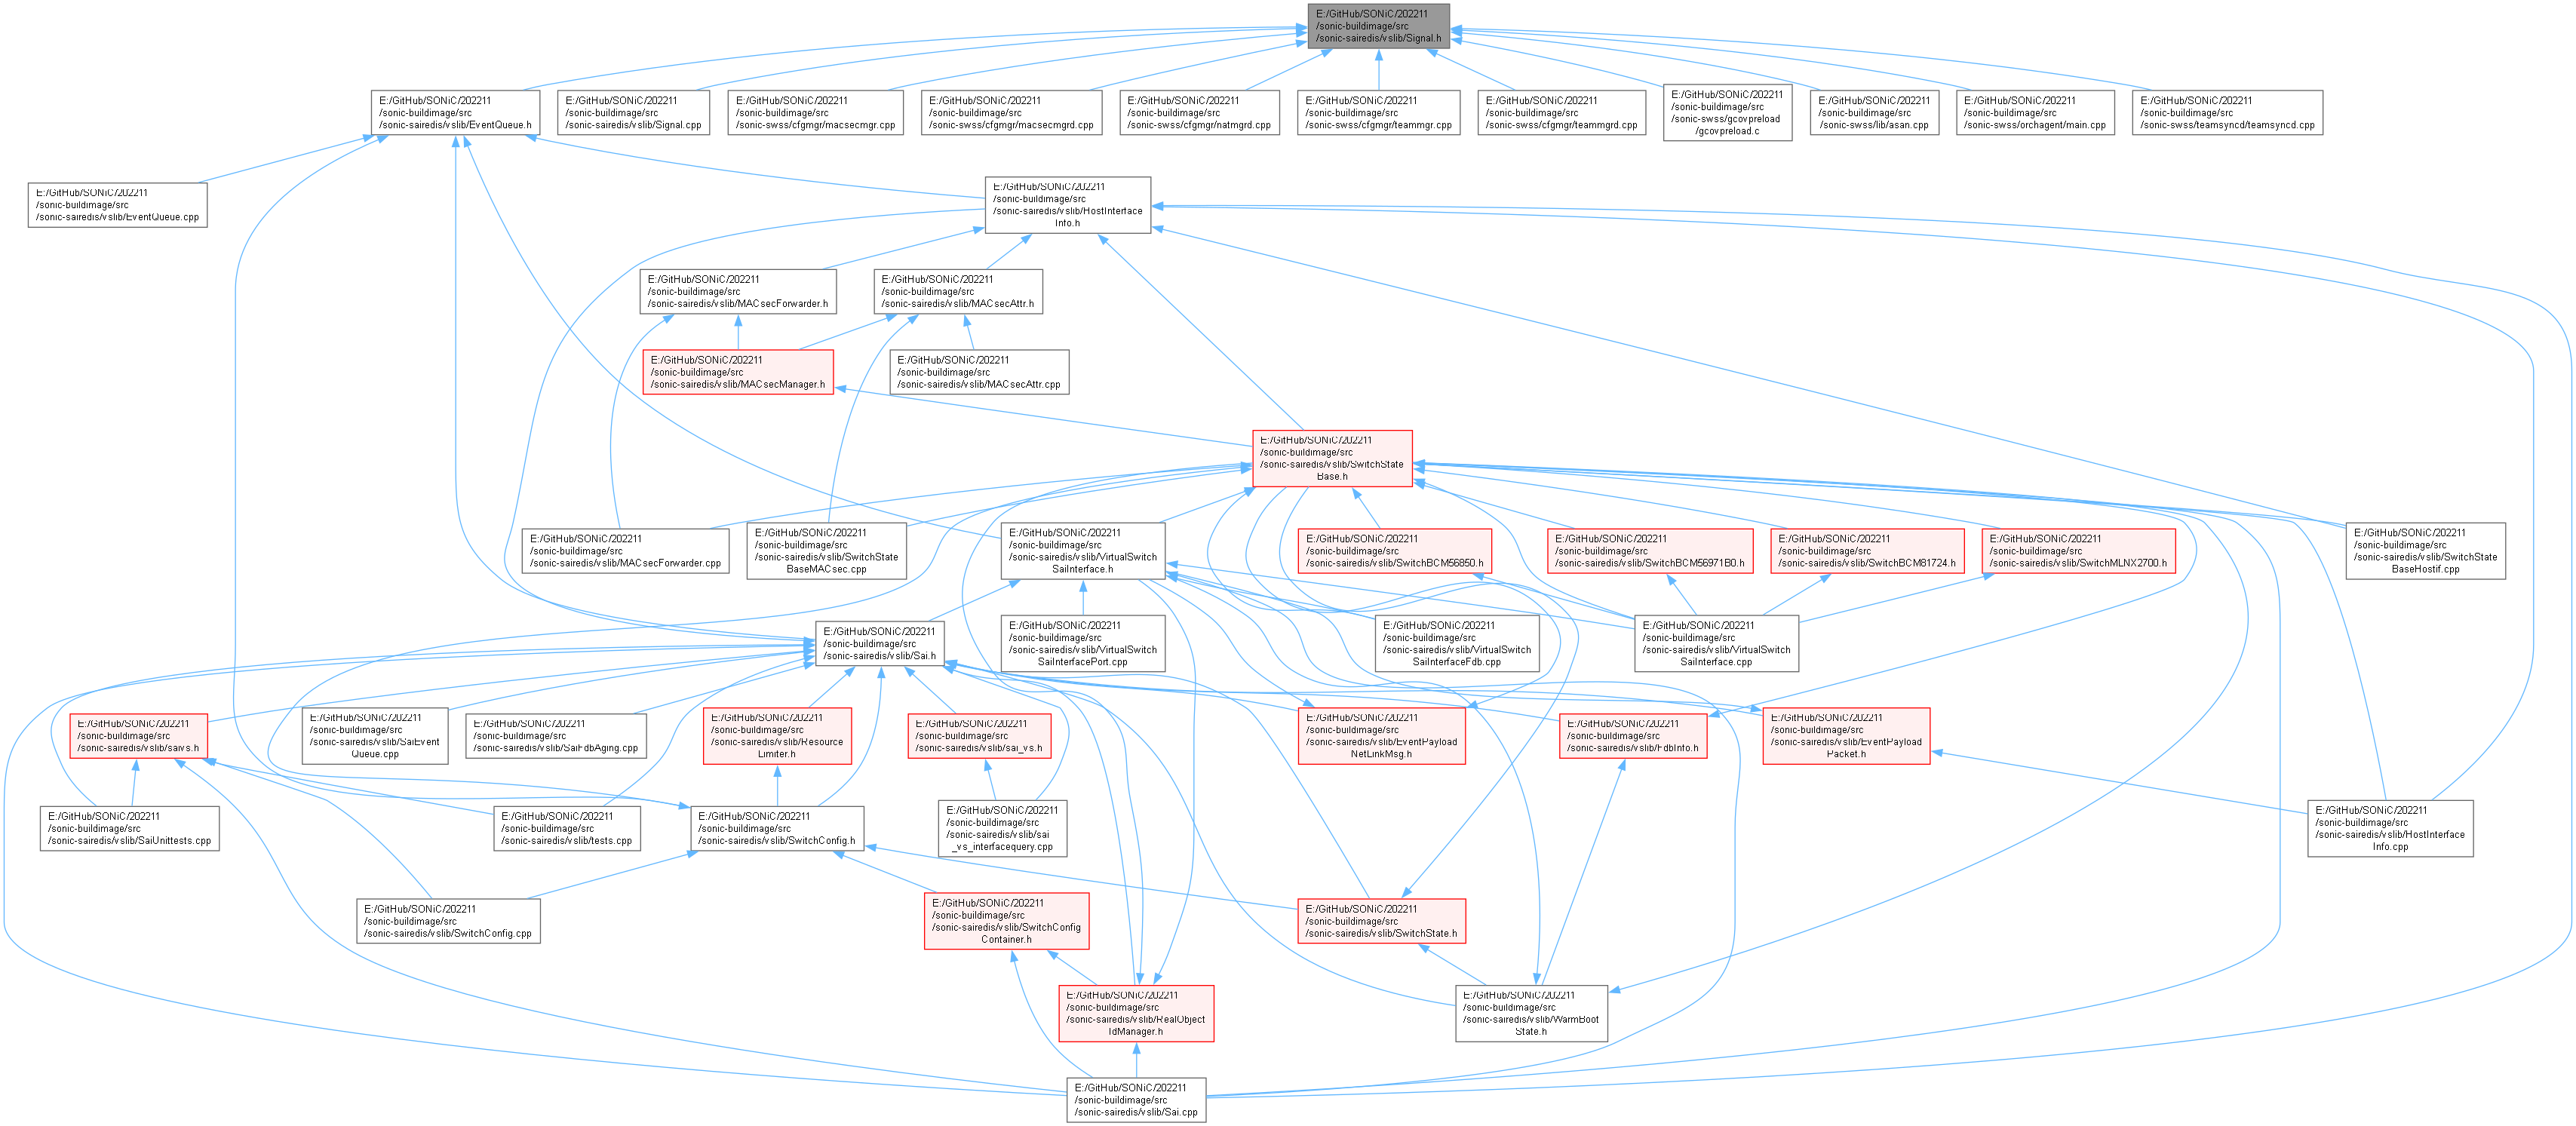 E:/GitHub/SONiC/202211
/sonic-buildimage/src
/sonic-sairedis/vslib/Signal.h
E:/GitHub/SONiC/202211
/sonic-buildimage/src
/sonic-sairedis/vslib/EventQueue.h
E:/GitHub/SONiC/202211
/sonic-buildimage/src
/sonic-sairedis/vslib/Signal.cpp
E:/GitHub/SONiC/202211
/sonic-buildimage/src
/sonic-swss/cfgmgr/macsecmgr.cpp
E:/GitHub/SONiC/202211
/sonic-buildimage/src
/sonic-swss/cfgmgr/macsecmgrd.cpp
E:/GitHub/SONiC/202211
/sonic-buildimage/src
/sonic-swss/cfgmgr/natmgrd.cpp
E:/GitHub/SONiC/202211
/sonic-buildimage/src
/sonic-swss/cfgmgr/teammgr.cpp
E:/GitHub/SONiC/202211
/sonic-buildimage/src
/sonic-swss/cfgmgr/teammgrd.cpp
E:/GitHub/SONiC/202211
/sonic-buildimage/src
/sonic-swss/gcovpreload
/gcovpreload.c
E:/GitHub/SONiC/202211
/sonic-buildimage/src
/sonic-swss/lib/asan.cpp
E:/GitHub/SONiC/202211
/sonic-buildimage/src
/sonic-swss/orchagent/main.cpp
E:/GitHub/SONiC/202211
/sonic-buildimage/src
/sonic-swss/teamsyncd/teamsyncd.cpp
E:/GitHub/SONiC/202211
/sonic-buildimage/src
/sonic-sairedis/vslib/EventQueue.cpp
E:/GitHub/SONiC/202211
/sonic-buildimage/src
/sonic-sairedis/vslib/HostInterface
Info.h
E:/GitHub/SONiC/202211
/sonic-buildimage/src
/sonic-sairedis/vslib/MACsecForwarder.h
E:/GitHub/SONiC/202211
/sonic-buildimage/src
/sonic-sairedis/vslib/MACsecAttr.h
E:/GitHub/SONiC/202211
/sonic-buildimage/src
/sonic-sairedis/vslib/MACsecManager.h
E:/GitHub/SONiC/202211
/sonic-buildimage/src
/sonic-sairedis/vslib/MACsecAttr.cpp
E:/GitHub/SONiC/202211
/sonic-buildimage/src
/sonic-sairedis/vslib/SwitchState
Base.h
E:/GitHub/SONiC/202211
/sonic-buildimage/src
/sonic-sairedis/vslib/MACsecForwarder.cpp
E:/GitHub/SONiC/202211
/sonic-buildimage/src
/sonic-sairedis/vslib/SwitchState
BaseMACsec.cpp
E:/GitHub/SONiC/202211
/sonic-buildimage/src
/sonic-sairedis/vslib/VirtualSwitch
SaiInterface.h
E:/GitHub/SONiC/202211
/sonic-buildimage/src
/sonic-sairedis/vslib/SwitchBCM56850.h
E:/GitHub/SONiC/202211
/sonic-buildimage/src
/sonic-sairedis/vslib/SwitchBCM56971B0.h
E:/GitHub/SONiC/202211
/sonic-buildimage/src
/sonic-sairedis/vslib/SwitchBCM81724.h
E:/GitHub/SONiC/202211
/sonic-buildimage/src
/sonic-sairedis/vslib/SwitchMLNX2700.h
E:/GitHub/SONiC/202211
/sonic-buildimage/src
/sonic-sairedis/vslib/SwitchState
BaseHostif.cpp
E:/GitHub/SONiC/202211
/sonic-buildimage/src
/sonic-sairedis/vslib/Sai.h
E:/GitHub/SONiC/202211
/sonic-buildimage/src
/sonic-sairedis/vslib/VirtualSwitch
SaiInterfacePort.cpp
E:/GitHub/SONiC/202211
/sonic-buildimage/src
/sonic-sairedis/vslib/VirtualSwitch
SaiInterfaceFdb.cpp
E:/GitHub/SONiC/202211
/sonic-buildimage/src
/sonic-sairedis/vslib/VirtualSwitch
SaiInterface.cpp
E:/GitHub/SONiC/202211
/sonic-buildimage/src
/sonic-sairedis/vslib/saivs.h
E:/GitHub/SONiC/202211
/sonic-buildimage/src
/sonic-sairedis/vslib/SaiEvent
Queue.cpp
E:/GitHub/SONiC/202211
/sonic-buildimage/src
/sonic-sairedis/vslib/SaiFdbAging.cpp
E:/GitHub/SONiC/202211
/sonic-buildimage/src
/sonic-sairedis/vslib/Resource
Limiter.h
E:/GitHub/SONiC/202211
/sonic-buildimage/src
/sonic-sairedis/vslib/sai_vs.h
E:/GitHub/SONiC/202211
/sonic-buildimage/src
/sonic-sairedis/vslib/EventPayload
NetLinkMsg.h
E:/GitHub/SONiC/202211
/sonic-buildimage/src
/sonic-sairedis/vslib/FdbInfo.h
E:/GitHub/SONiC/202211
/sonic-buildimage/src
/sonic-sairedis/vslib/EventPayload
Packet.h
E:/GitHub/SONiC/202211
/sonic-buildimage/src
/sonic-sairedis/vslib/SaiUnittests.cpp
E:/GitHub/SONiC/202211
/sonic-buildimage/src
/sonic-sairedis/vslib/tests.cpp
E:/GitHub/SONiC/202211
/sonic-buildimage/src
/sonic-sairedis/vslib/SwitchConfig.h
E:/GitHub/SONiC/202211
/sonic-buildimage/src
/sonic-sairedis/vslib/sai
_vs_interfacequery.cpp
E:/GitHub/SONiC/202211
/sonic-buildimage/src
/sonic-sairedis/vslib/HostInterface
Info.cpp
E:/GitHub/SONiC/202211
/sonic-buildimage/src
/sonic-sairedis/vslib/SwitchConfig.cpp
E:/GitHub/SONiC/202211
/sonic-buildimage/src
/sonic-sairedis/vslib/SwitchConfig
Container.h
E:/GitHub/SONiC/202211
/sonic-buildimage/src
/sonic-sairedis/vslib/SwitchState.h
E:/GitHub/SONiC/202211
/sonic-buildimage/src
/sonic-sairedis/vslib/RealObject
IdManager.h
E:/GitHub/SONiC/202211
/sonic-buildimage/src
/sonic-sairedis/vslib/WarmBoot
State.h
E:/GitHub/SONiC/202211
/sonic-buildimage/src
/sonic-sairedis/vslib/Sai.cpp